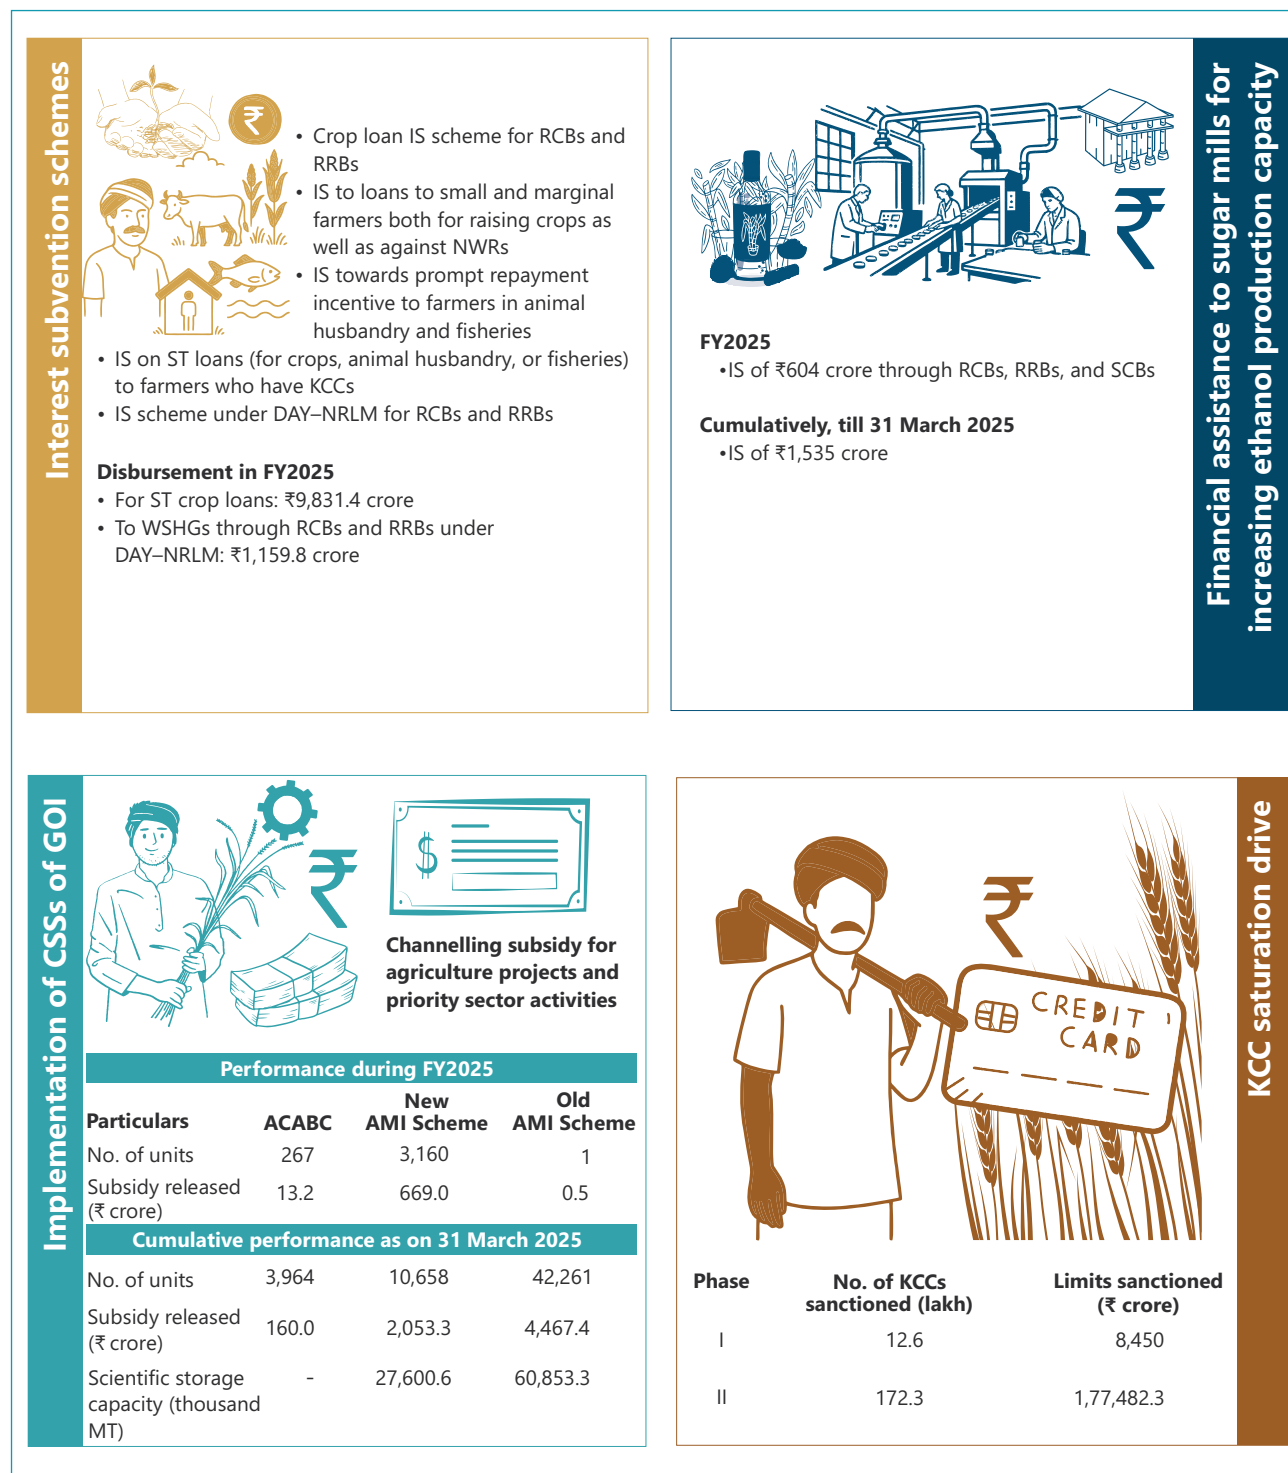 Interest subvention schemes
• Crop loan IS scheme for RCBs and
RRBs
• IS to loans to small and marginal
farmers both for raising crops as
well as against NWRs
• IS towards prompt repayment
incentive to farmers in animal
husbandry and fisheries
• IS on ST loans (for crops, animal husbandry, or fisheries)
to farmers who have KCCs
• IS scheme under DAY–NRLM for RCBs and RRBs
Disbursement in FY2025
• For ST crop loans: ₹9,831.4 crore
• To WSHGs through RCBs and RRBs under
DAY–NRLM: ₹1,159.8 crore
₹
Financial assistance to sugar mills for
increasing ethanol production capacity
₹
FY2025
•IS of ₹604 crore through RCBs, RRBs, and SCBs
Cumulatively, till 31 March 2025
•IS of ₹1,535 crore
Implementation of CSSs of GOI
₹
$
Channelling subsidy for
agriculture projects and
priority sector activities
Performance during FY2025
Particulars ACABC New AMI Scheme Old AMI Scheme
No. of units 267 3,160 1
Subsidy released (₹ crore) 13.2 669.0 0.5
Cumulative performance as on 31 March 2025
No. of units 3,964 10,658 42,261
Subsidy released (₹ crore) 160.0 2,053.3 4,467.4
Scientific storage capacity (thousand MT) - 27,600.6 60,853.3
KCC saturation drive
₹
CREDIT
CARD
Phase No. of KCCs sanctioned (lakh) Limits sanctioned (₹ crore)
I 12.6 8,450
II 172.3 1,77,482.3